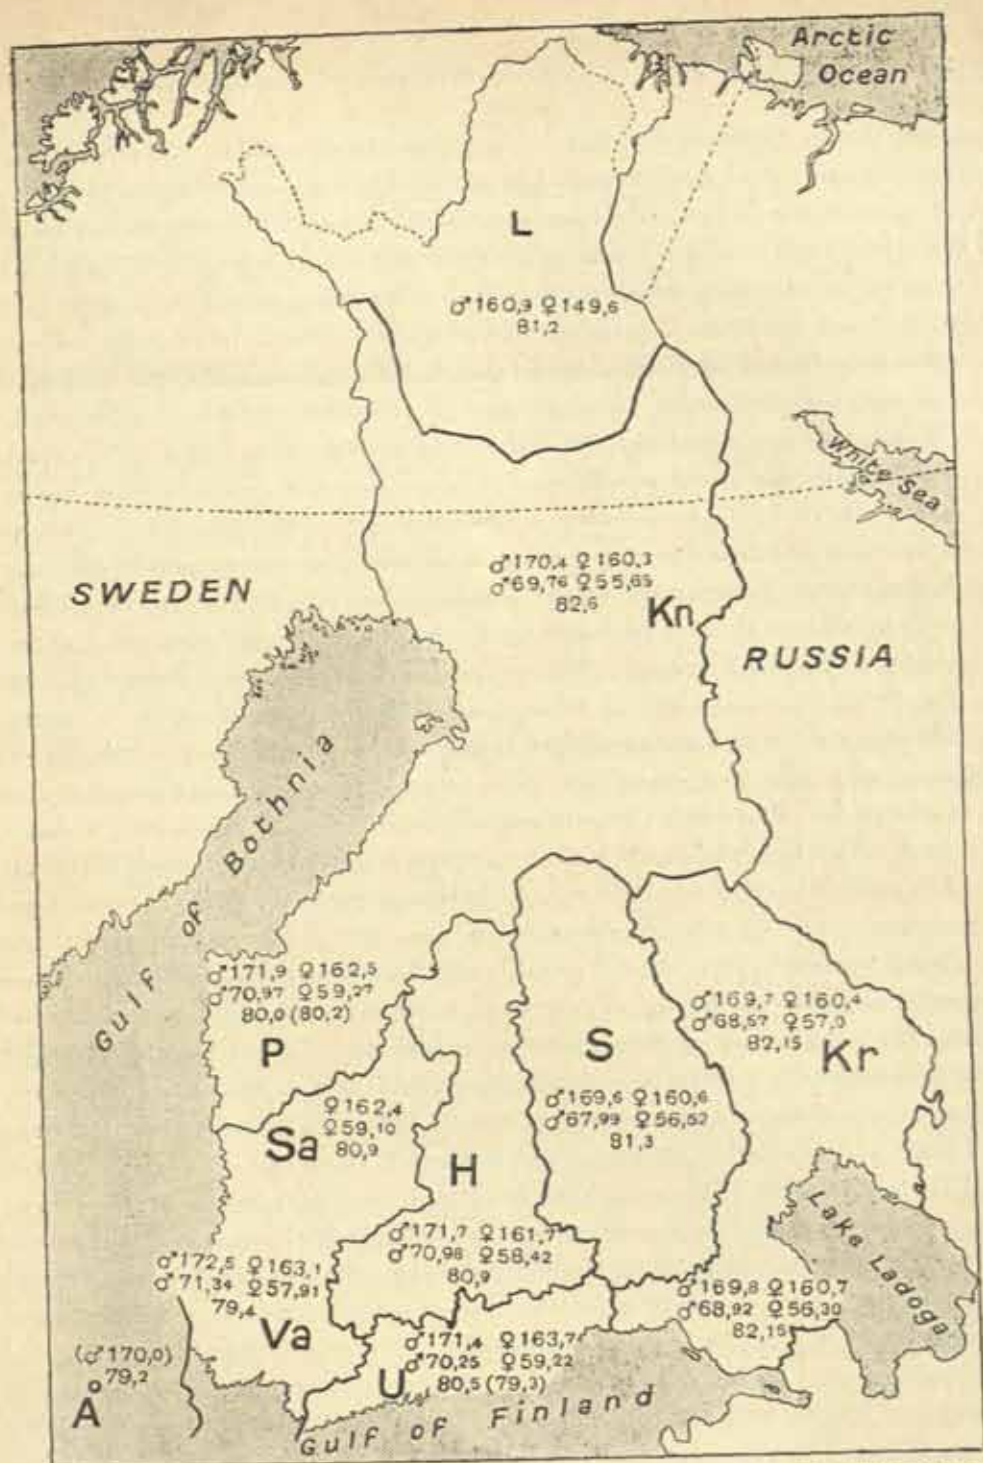 Arctic
Ocean
L
♂160,9 ♀149,6
81,2
White Sea
SWEDEN
♂170,4 ♀160,3
♂69,76 ♀55,65
82,6
Kn
RUSSIA
Gulf of Bothnia
♂171,9 ♀162,5
♂70,97 ♀59,27
80,0 (80,2)
P
♂169,7 ♀160,4
♂68,57 ♀57,0
82,15
Kr
S
♂169,6 ♀160,6
♂67,99 ♀56,52
81,3
♀162,4
♀59,10
80,9
Sa
H
♂171,7 ♀161,7
♂70,98 ♀58,42
80,9
Lake Ladoga
♂172,5 ♀163,1
♂71,34 ♀57,91
79,4
Va
♂169,8 ♀160,7
♂68,92 ♀56,30
82,15
♂171,4 ♀163,7
♂70,25 ♀59,22
80,5 (79,3)
U
(♂170,0)
79,2
A
Gulf of Finland